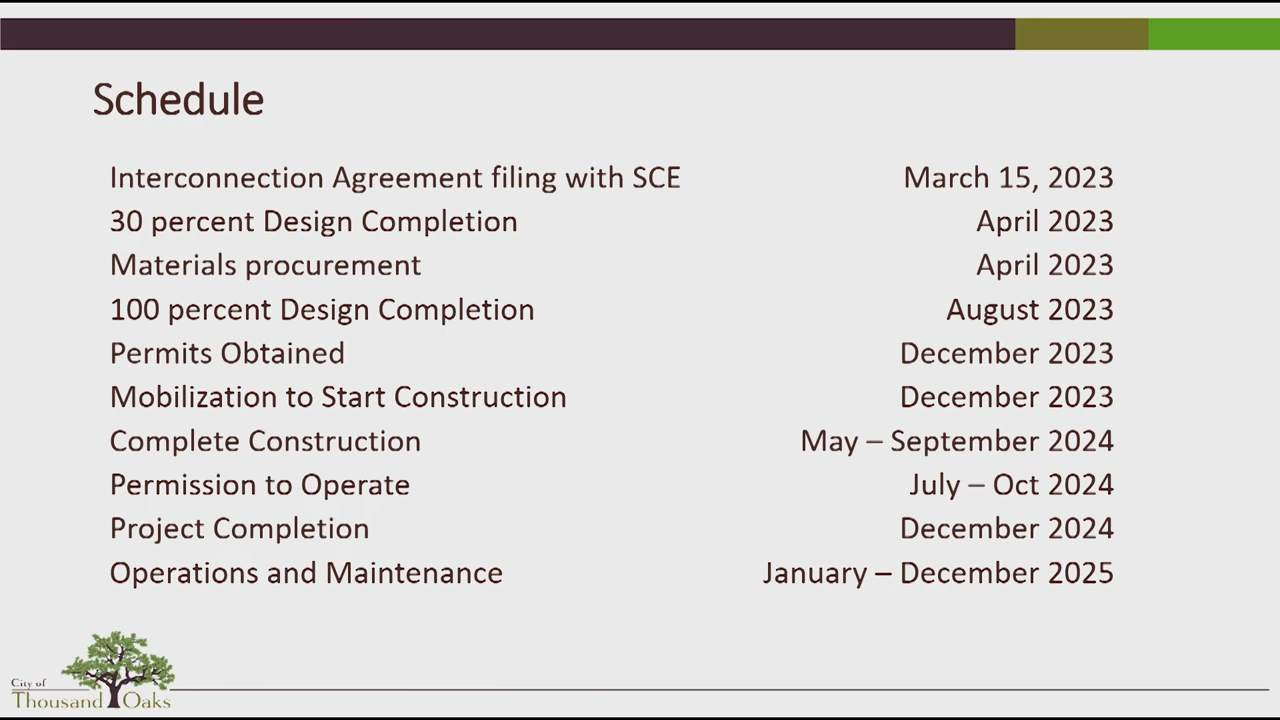 Schedule
Interconnection Agreement filing with SCE March 15, 2023
30 percent Design Completion April 2023
Materials procurement April 2023
100 percent Design Completion August 2023
Permits Obtained December 2023
Mobilization to Start Construction December 2023
Complete Construction May – September 2024
Permission to Operate July – Oct 2024
Project Completion December 2024
Operations and Maintenance January – December 2025
City of
Thousand Oaks